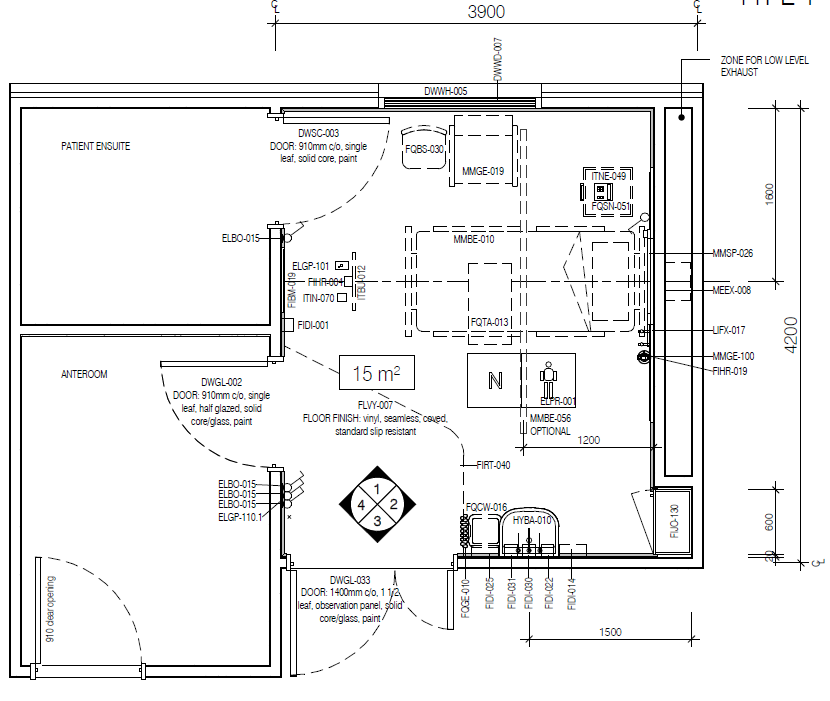 3900
ZONE FOR LOW LEVEL
EXHAUST
DWWD-007
DWWH-005
PATIENT ENSUITE
DWSC-003
DOOR: 910mm c/o, single
leaf, solid core, paint
FQBS-030
MMGE-019
ITNE-049
FQSN-051
1600
ELBO-015
MMBE-010
MMSP-026
ELGP-101
FIHR-004
ITIN-070
FIBM-019
ITBU-012
MEEX-008
FIDI-001
FQTA-013
LIFX-017
4200
MMGE-100
FIHR-019
ANTEROOM
DWGL-002
DOOR: 910mm c/o, single
leaf, half glazed, solid
core/glass, paint
15 m²
N
ELPR-001
FLVY-007
FLOOR FINISH: vinyl, seamless, coved,
standard slip resistant
MMBE-056
OPTIONAL
1200
FIRT-040
ELBO-015
ELBO-015
ELBO-015
ELGP-110.1
1
4
2
3
FQCW-016
HYBA-010
FIJO-130
600
20
910 clear opening
DWGL-033
DOOR: 1400mm c/o, 1 1/2
leaf, observation panel, solid
core/glass, paint
FOGE-010
FIDI-025
FIDI-031
FIDI-030
FIDI-022
FIDI-014
1500